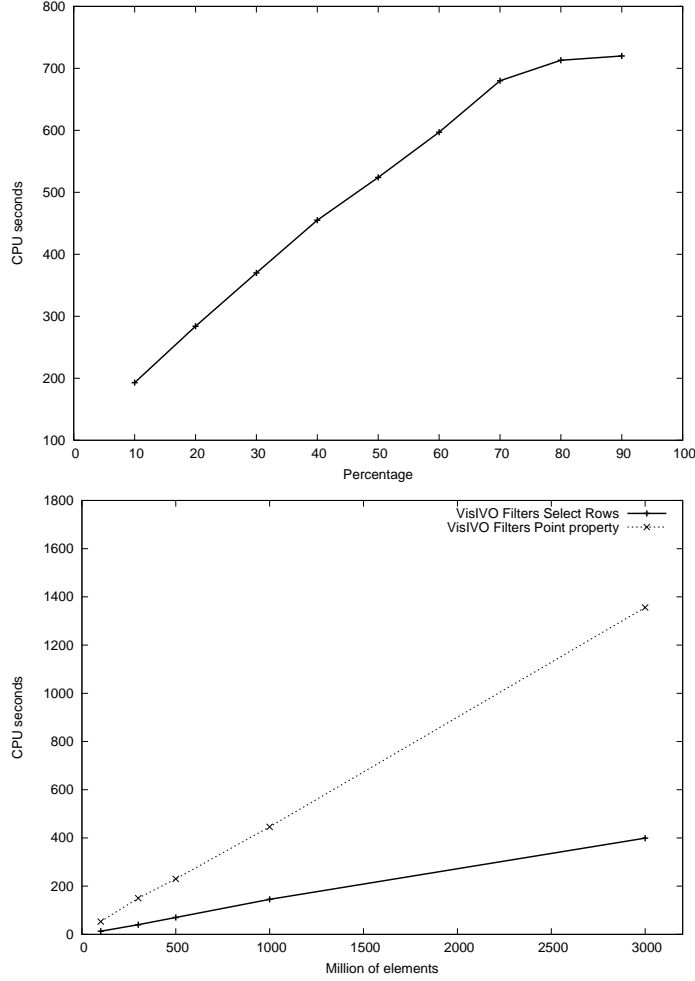 800
700
600
500
400
300
200
100
CPU seconds
0 10 20 30 40 50 60 70 80 90 100
Percentage
1800
1600
1400
1200
1000
800
600
400
200
0
CPU seconds
VisIVO Filters Select Rows
VisIVO Filters Point property
0 500 1000 1500 2000 2500 3000
Million of elements